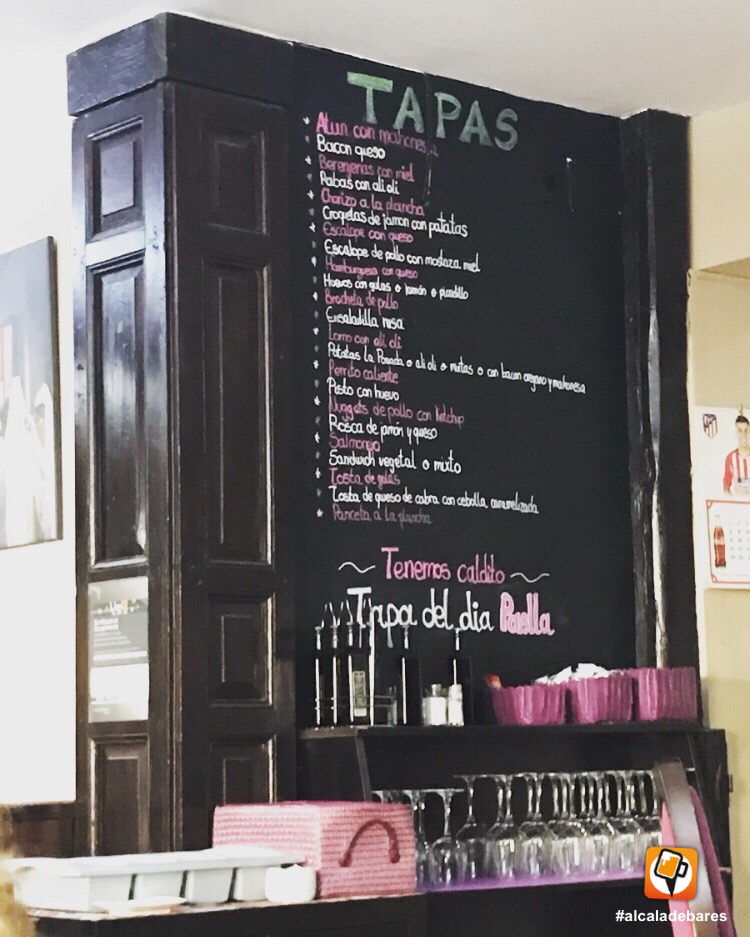 TAPAS
Atun con mahonesa
Bacon queso
Berenjenas con miel
Rabas con ali oli
Chorizo a la plancha
Croquetas de jamon con patatas
Escalope con queso
Escalope de pollo con mostaza miel
Hamburguesa con queso
Huevos con gulas o jamón o picadillo
Brocheta de pollo
Ensaladilla rusa
Lomo con ali oli
Patatas la Posada o ali oli o mixtas o con bacon oregano y mahonesa
Perrito caliente
Pisto con huevo
Nuggets de pollo con Ketchip
Rosca de jamón y queso
Salmorejo
Sandwich vegetal o mixto
Tosta de gulas
Tosta de queso de cabra con cebolla caramelizada
Panceta a la plancha
Tenemos caldito
Tapa del dia Paella
#alcaladebares